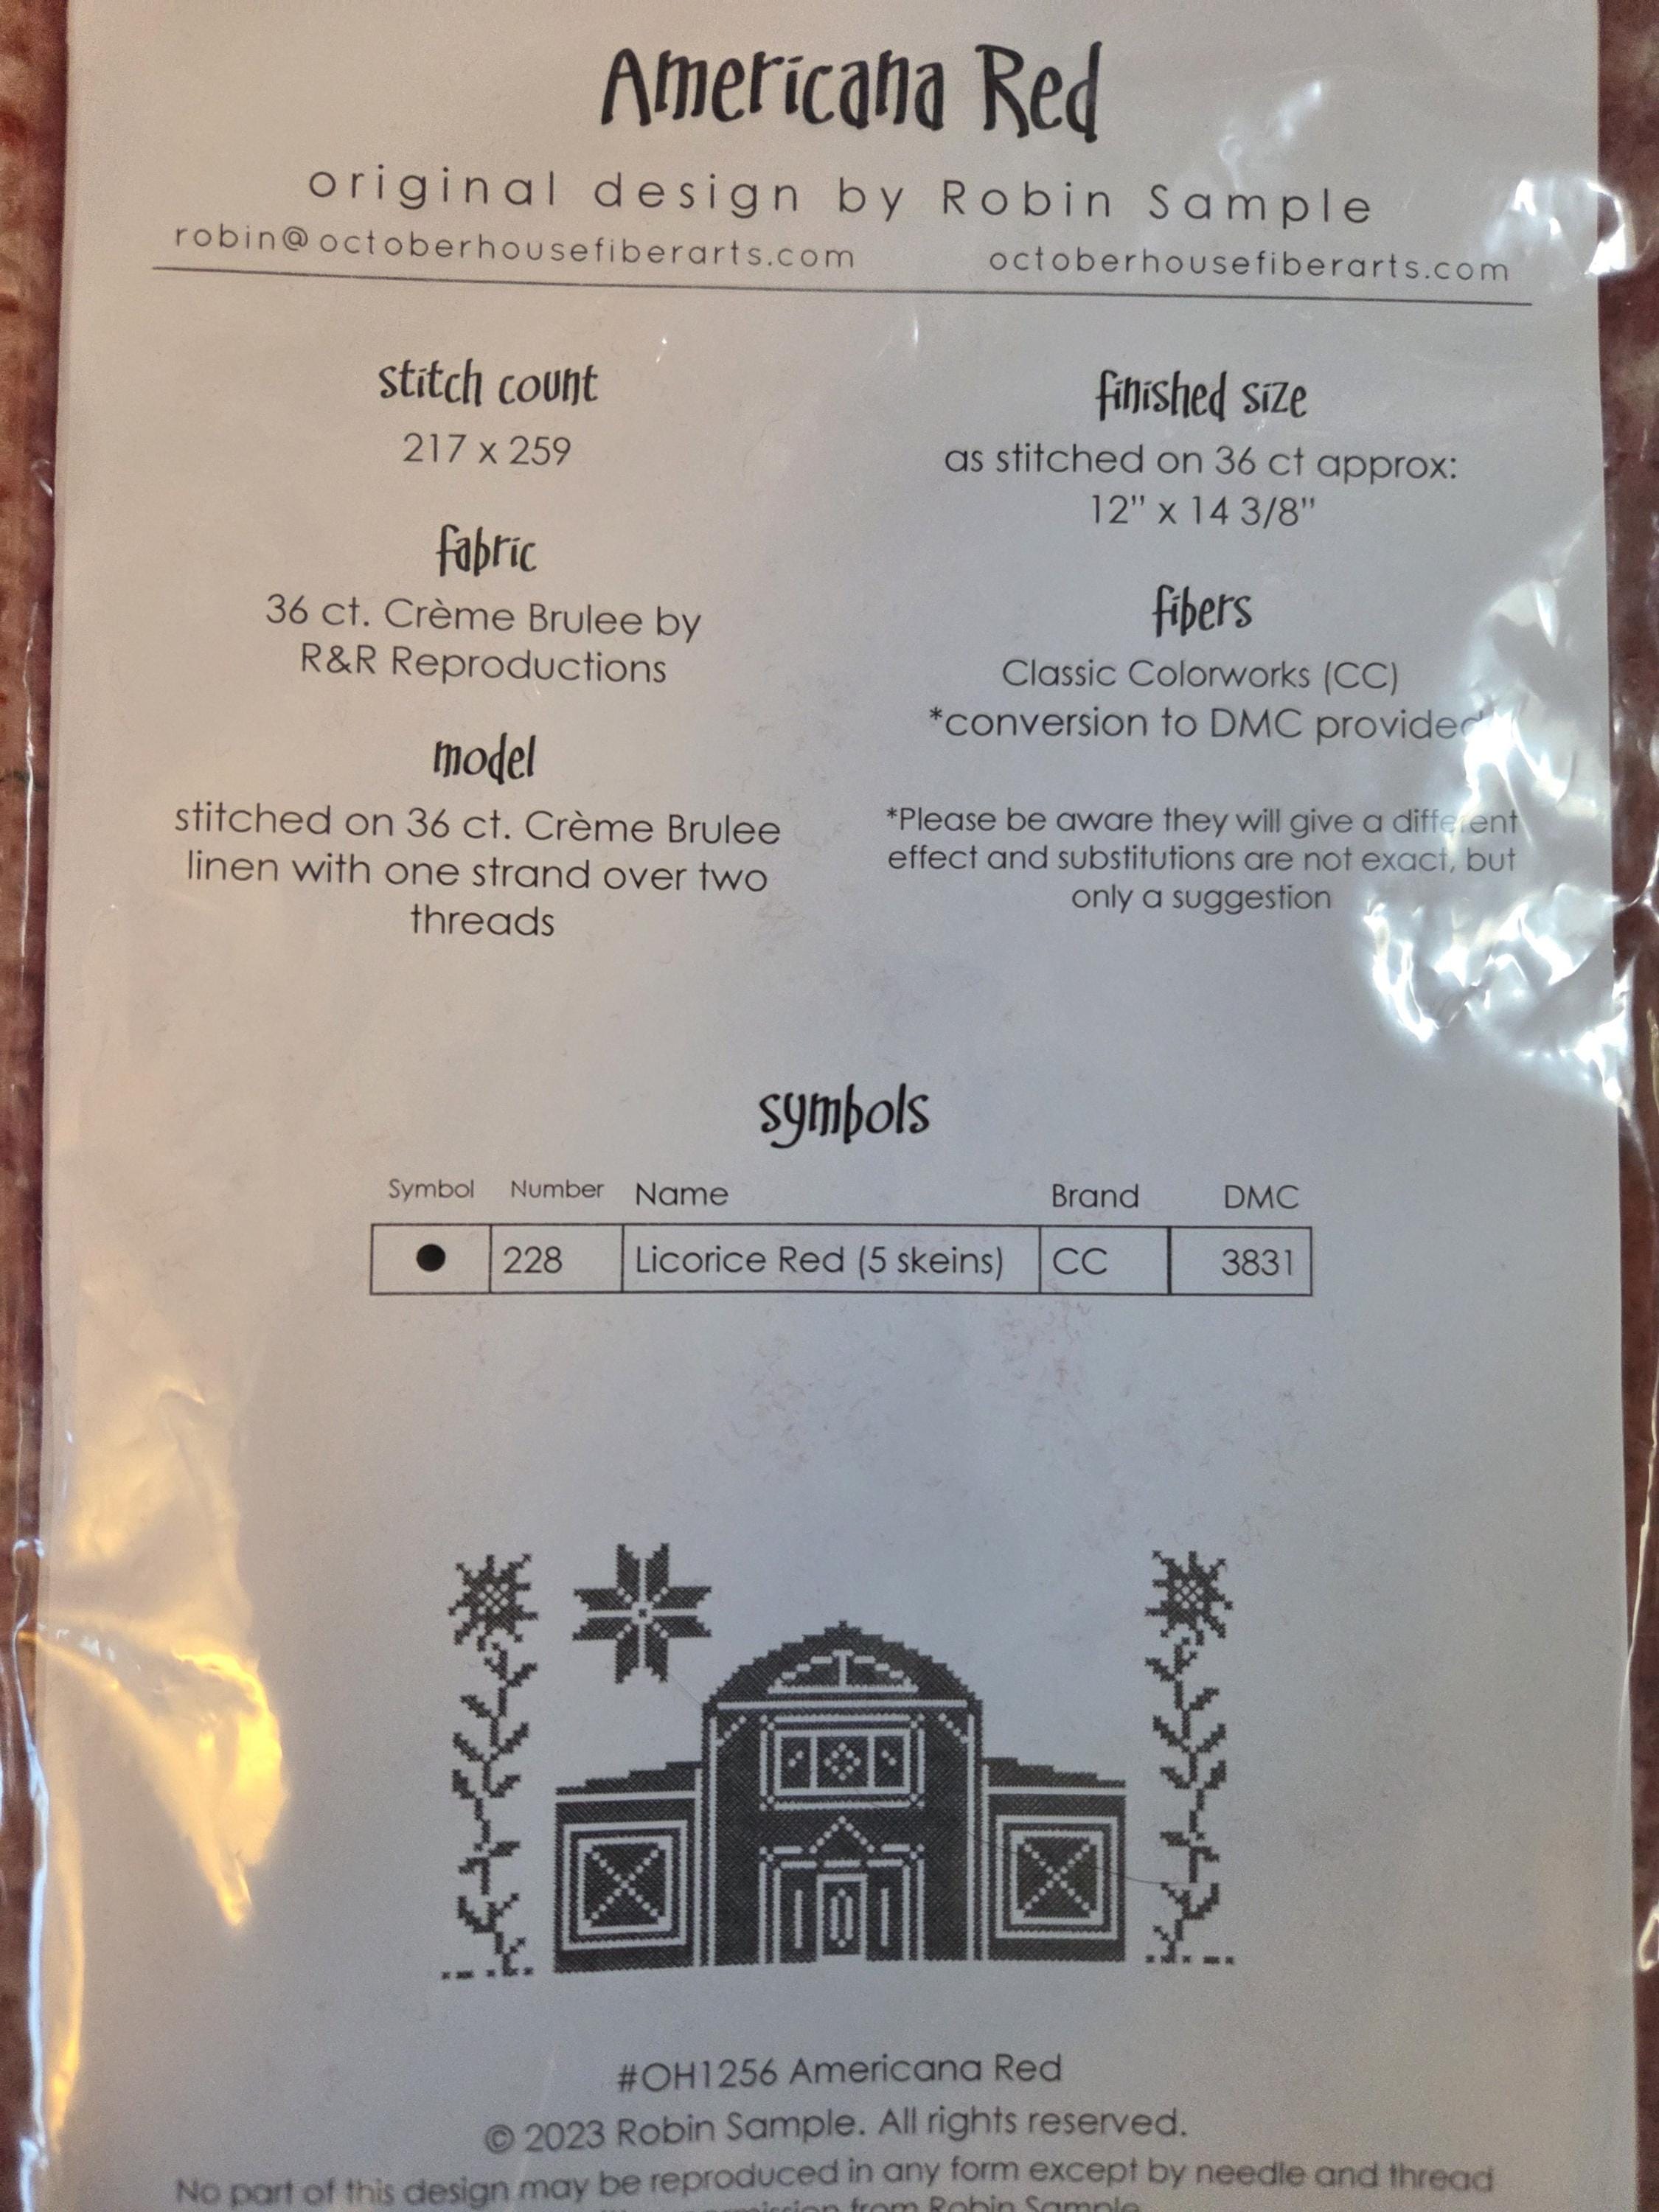 Americana Red
original design by Robin Sample
robin@octoberhousefiberarts.com octoberhousefiberarts.com
stitch count
217 x 259
fabric
36 ct. Crème Brulee by
R&R Reproductions
model
stitched on 36 ct. Crème Brulee
linen with one strand over two
threads
finished size
as stitched on 36 ct approx:
12" x 14 3/8"
fibers
Classic Colorworks (CC)
*conversion to DMC provided
*Please be aware they will give a different
effect and substitutions are not exact, but
only a suggestion
symbols
Symbol Number Name Brand DMC
● 228 Licorice Red (5 skeins) CC 3831
#OH1256 Americana Red
© 2023 Robin Sample. All rights reserved.
No part of this design may be reproduced in any form except by needle and thread
permission from Robin Sample